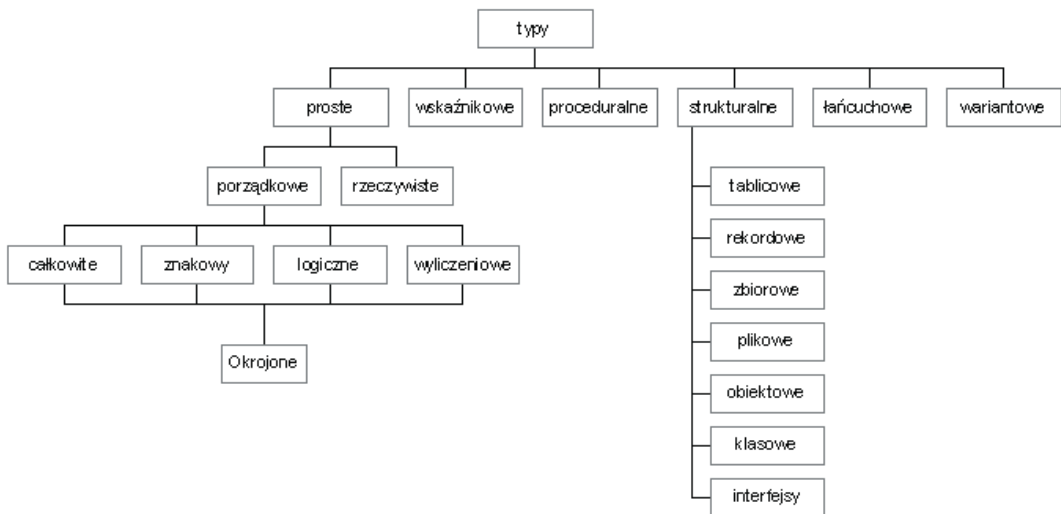 typy
proste
wskaźnikowe
proceduralne
strukturalne
łańcuchowe
wariantowe
porządkowe
rzeczywiste
całkowite
znakowy
logiczne
wyliczeniowe
Okrojone
tablicowe
rekordowe
zbiorowe
plikowe
obiektowe
klasowe
interfejsy